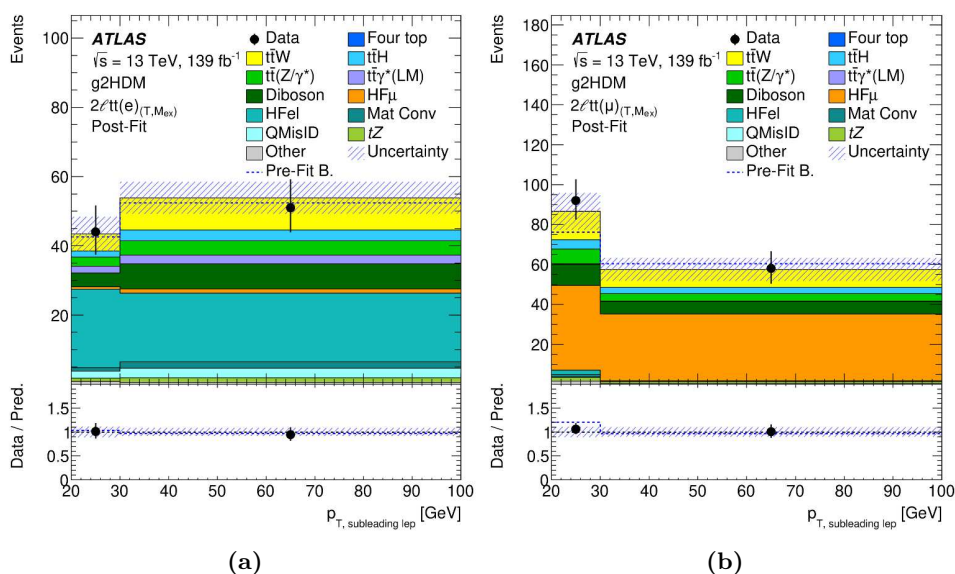 Events
100
80
60
40
20
ATLAS
√s = 13 TeV, 139 fb⁻¹
g2HDM
2ℓtt(e)(T,Mex)
Post-Fit
Data
tt̄W
tt̄(Z/γ*)
Diboson
HFel
QMisID
Other
Pre-Fit B.
Four top
tt̄H
tt̄γ*(LM)
HFμ
Mat Conv
tZ
Uncertainty
Data / Pred.
1.5
1
0.5
0
20 30 40 50 60 70 80 90 100
pT, subleading lep [GeV]
(a)
Events
180
160
140
120
100
80
60
40
20
ATLAS
√s = 13 TeV, 139 fb⁻¹
g2HDM
2ℓtt(μ)(T,Mex)
Post-Fit
Data
tt̄W
tt̄(Z/γ*)
Diboson
HFel
QMisID
Other
Pre-Fit B.
Four top
tt̄H
tt̄γ*(LM)
HFμ
Mat Conv
tZ
Uncertainty
Data / Pred.
1.5
1
0.5
0
20 30 40 50 60 70 80 90 100
pT, subleading lep [GeV]
(b)